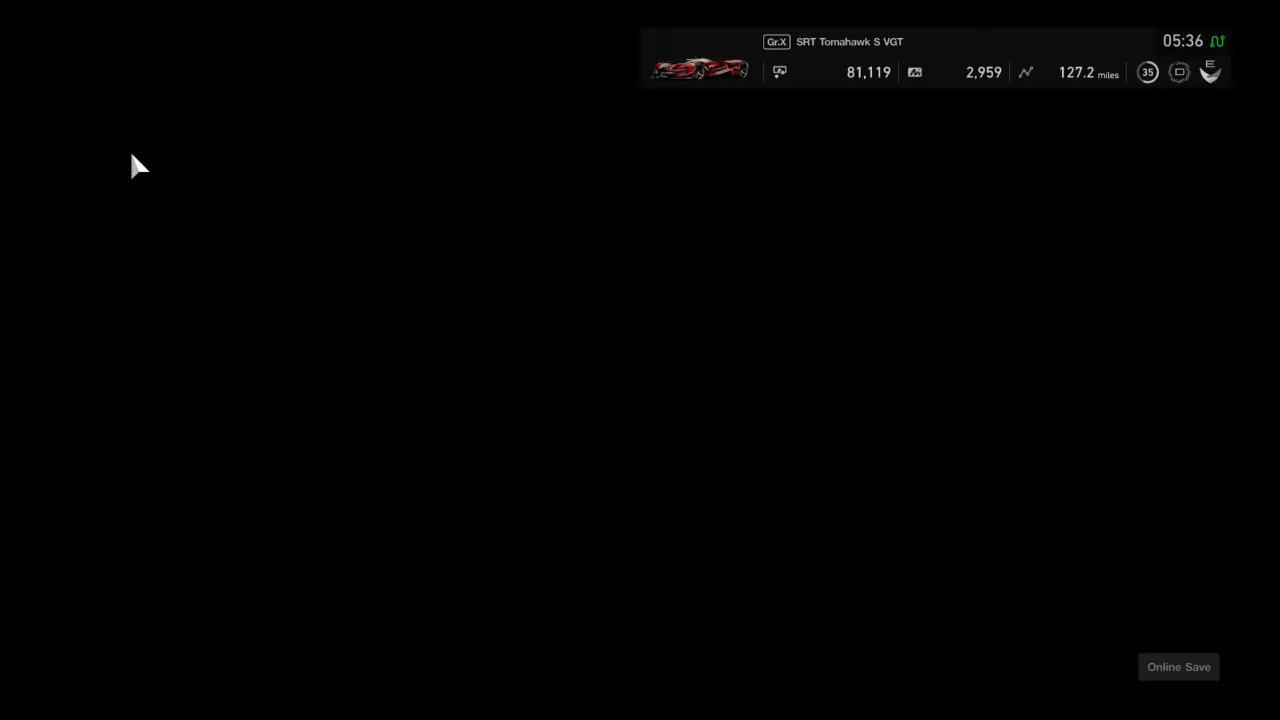 Gr.X SRT Tomahawk S VGT 05:36
81,119 2,959 127.2 miles 35 D E
Online Save